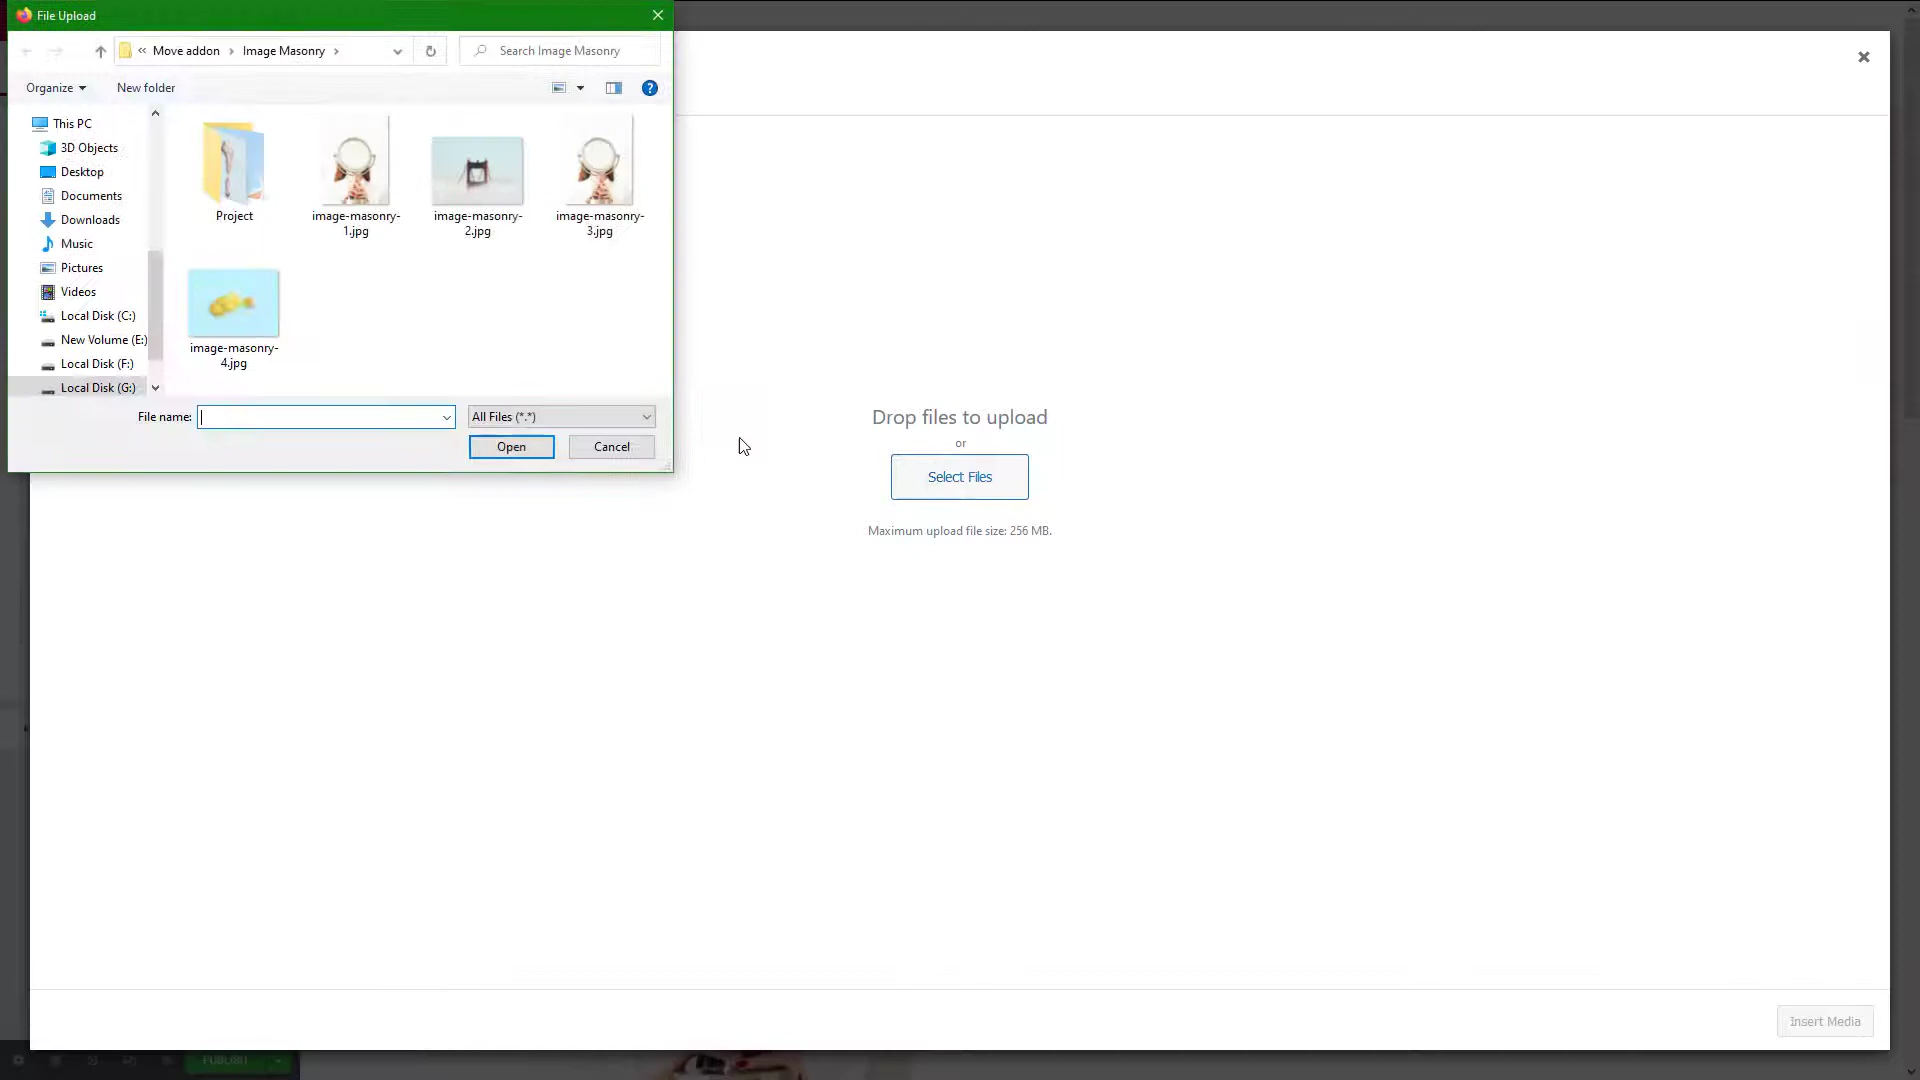 File Upload
« Move addon › Image Masonry ›
Search Image Masonry
Organize
New folder
This PC
3D Objects
Desktop
Documents
Downloads
Music
Pictures
Videos
Local Disk (C:)
New Volume (E:)
Local Disk (F:)
Local Disk (G:)
Project
image-masonry-
1.jpg
image-masonry-
2.jpg
image-masonry-
3.jpg
image-masonry-
4.jpg
File name:
All Files (*.*)
Open
Cancel
Drop files to upload
or
Select Files
Maximum upload file size: 256 MB.
Insert Media
PUBLISH